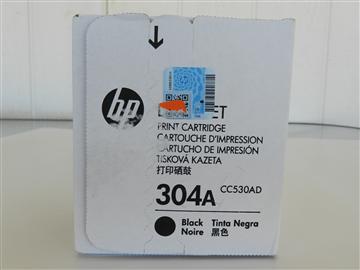 hp
PRINT CARTRIDGE
CARTOUCHE D'IMPRESSION
CARTUCHO DE IMPRESIÓN
TISKOVÁ KAZETA
打印硒鼓
304A CC530AD
Black Tinta Negra
Noire 黑色